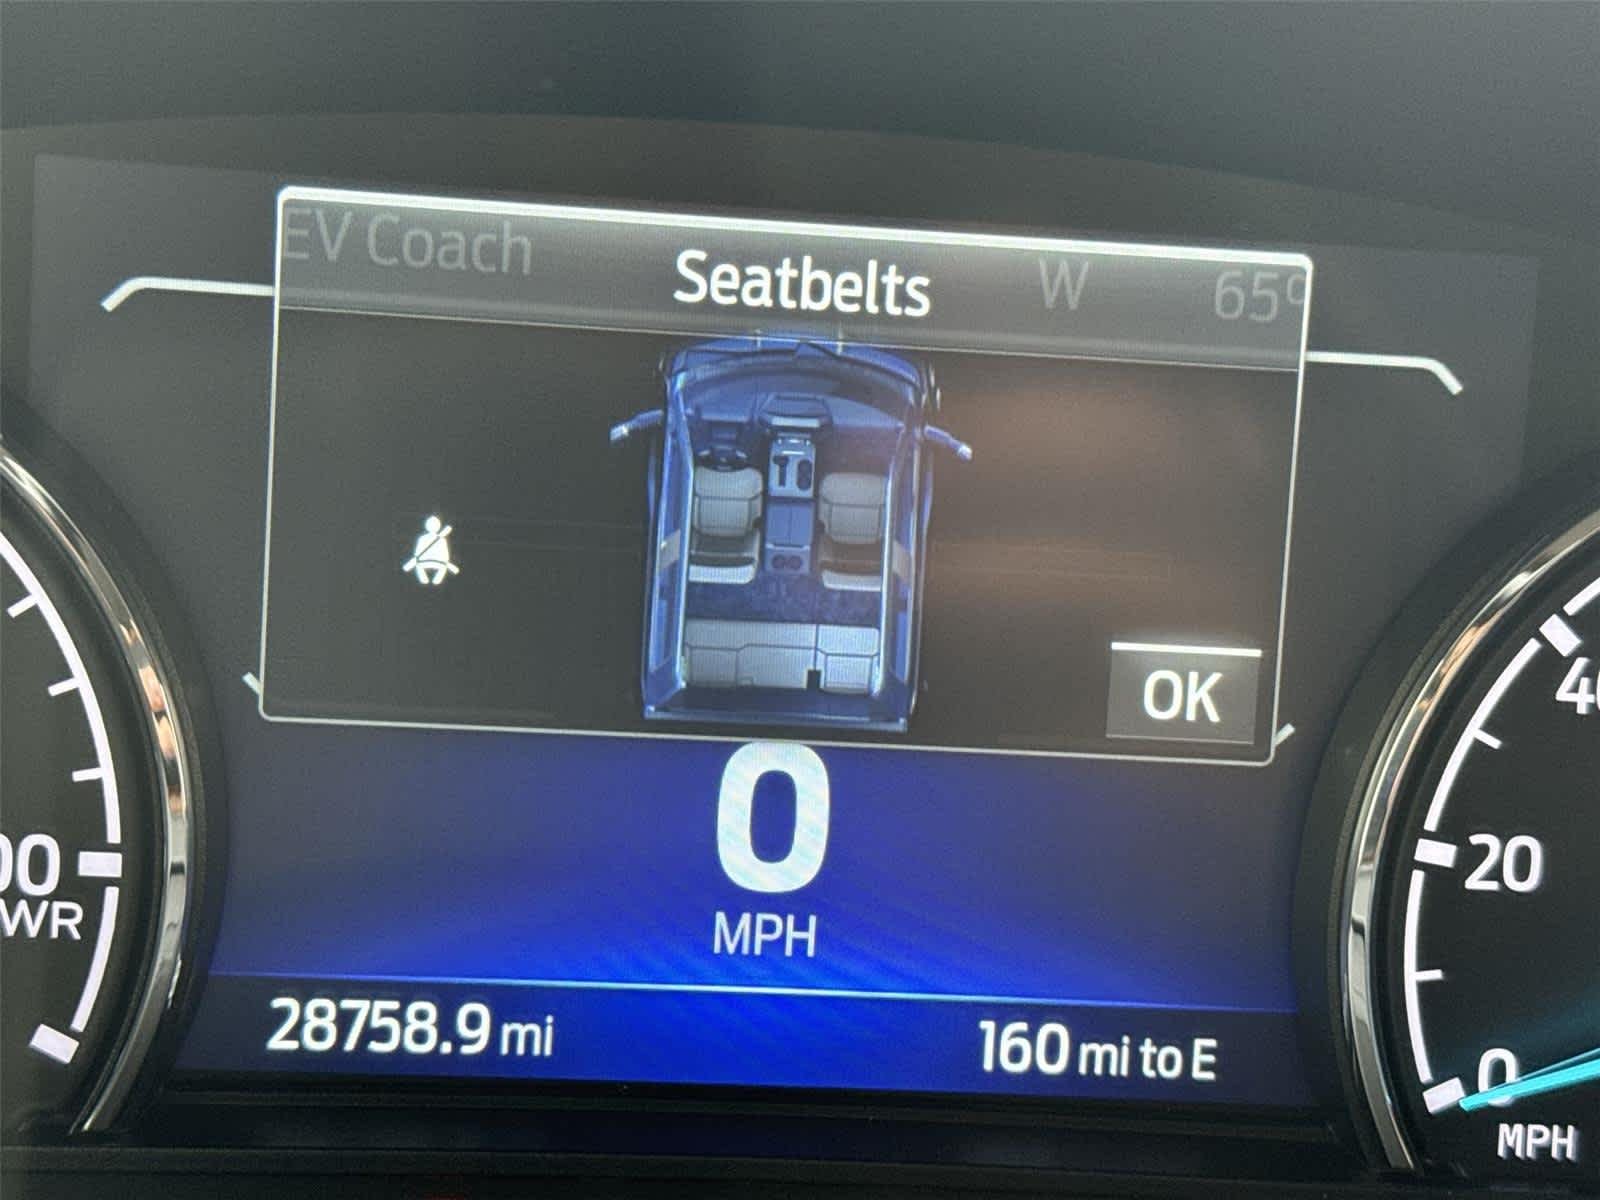 EV Coach
Seatbelts
W
65°
OK
0
MPH
28758.9 mi
160 mi to E
00
WR
40
20
0
MPH